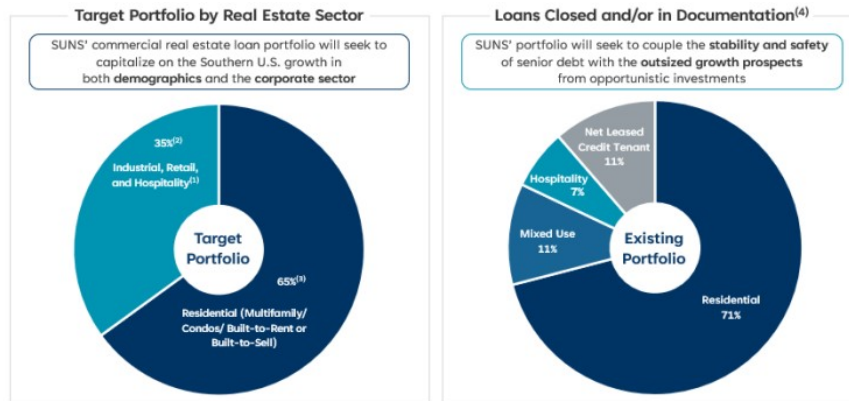 Target Portfolio by Real Estate Sector
SUNS' commercial real estate loan portfolio will seek to
capitalize on the Southern U.S. growth in
both demographics and the corporate sector
35%(2)
Industrial, Retail,
and Hospitality(1)
Target
Portfolio
65%(3)
Residential (Multifamily/
Condos/ Built-to-Rent or
Built-to-Sell)
Loans Closed and/or in Documentation(4)
SUNS' portfolio will seek to couple the stability and safety
of senior debt with the outsized growth prospects
from opportunistic investments
Net Leased
Credit Tenant
11%
Hospitality
7%
Mixed Use
11%
Existing
Portfolio
Residential
71%